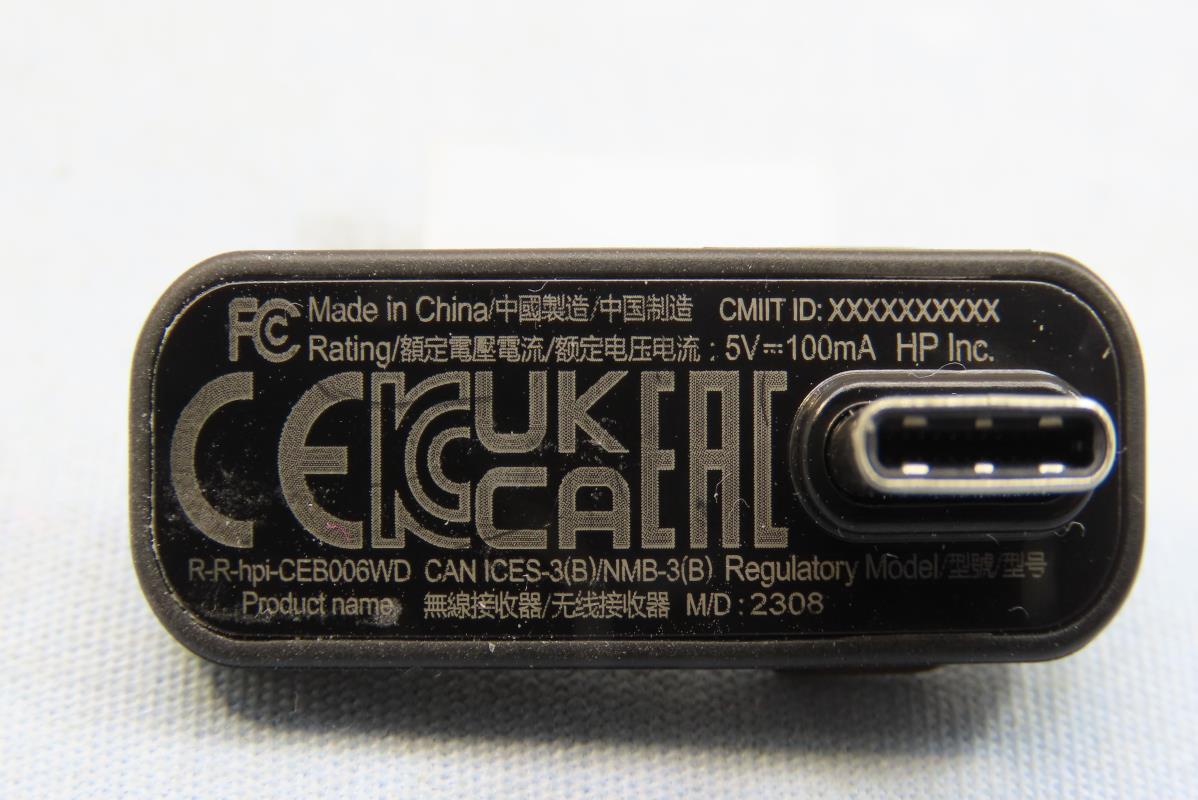 FC Made in China/中國製造/中国制造 CMIIT ID: XXXXXXXXXX
Rating/額定電壓電流/额定电压电流 : 5V⎓100mA HP Inc.
CE KC UK CA EAC
R-R-hpi-CEB006WD CAN ICES-3(B)/NMB-3(B) Regulatory Model/型號/型号
Product name 無線接收器/无线接收器 M/D : 2308